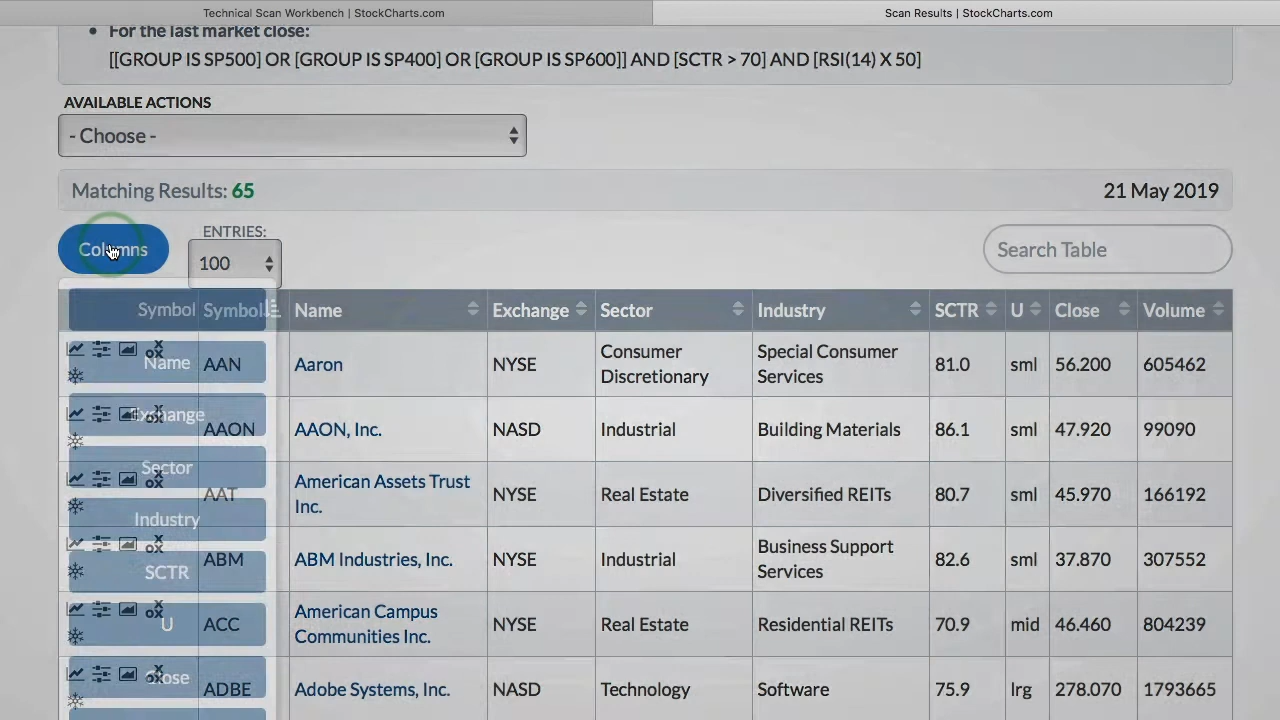 Technical Scan Workbench | StockCharts.com
Scan Results | StockCharts.com
• For the last market close:
[[GROUP IS SP500] OR [GROUP IS SP400] OR [GROUP IS SP600]] AND [SCTR > 70] AND [RSI(14) X 50]
AVAILABLE ACTIONS
- Choose -
Matching Results: 65
21 May 2019
Columns
ENTRIES:
100
Search Table
Symbol
Name
Exchange
Sector
Industry
SCTR
U
Close
Symbol Name Exchange Sector Industry SCTR U Close Volume
AAN Aaron NYSE Consumer Discretionary Special Consumer Services 81.0 sml 56.200 605462
AAON AAON, Inc. NASD Industrial Building Materials 86.1 sml 47.920 99090
AAT American Assets Trust Inc. NYSE Real Estate Diversified REITs 80.7 sml 45.970 166192
ABM ABM Industries, Inc. NYSE Industrial Business Support Services 82.6 sml 37.870 307552
ACC American Campus Communities Inc. NYSE Real Estate Residential REITs 70.9 mid 46.460 804239
ADBE Adobe Systems, Inc. NASD Technology Software 75.9 lrg 278.070 1793665